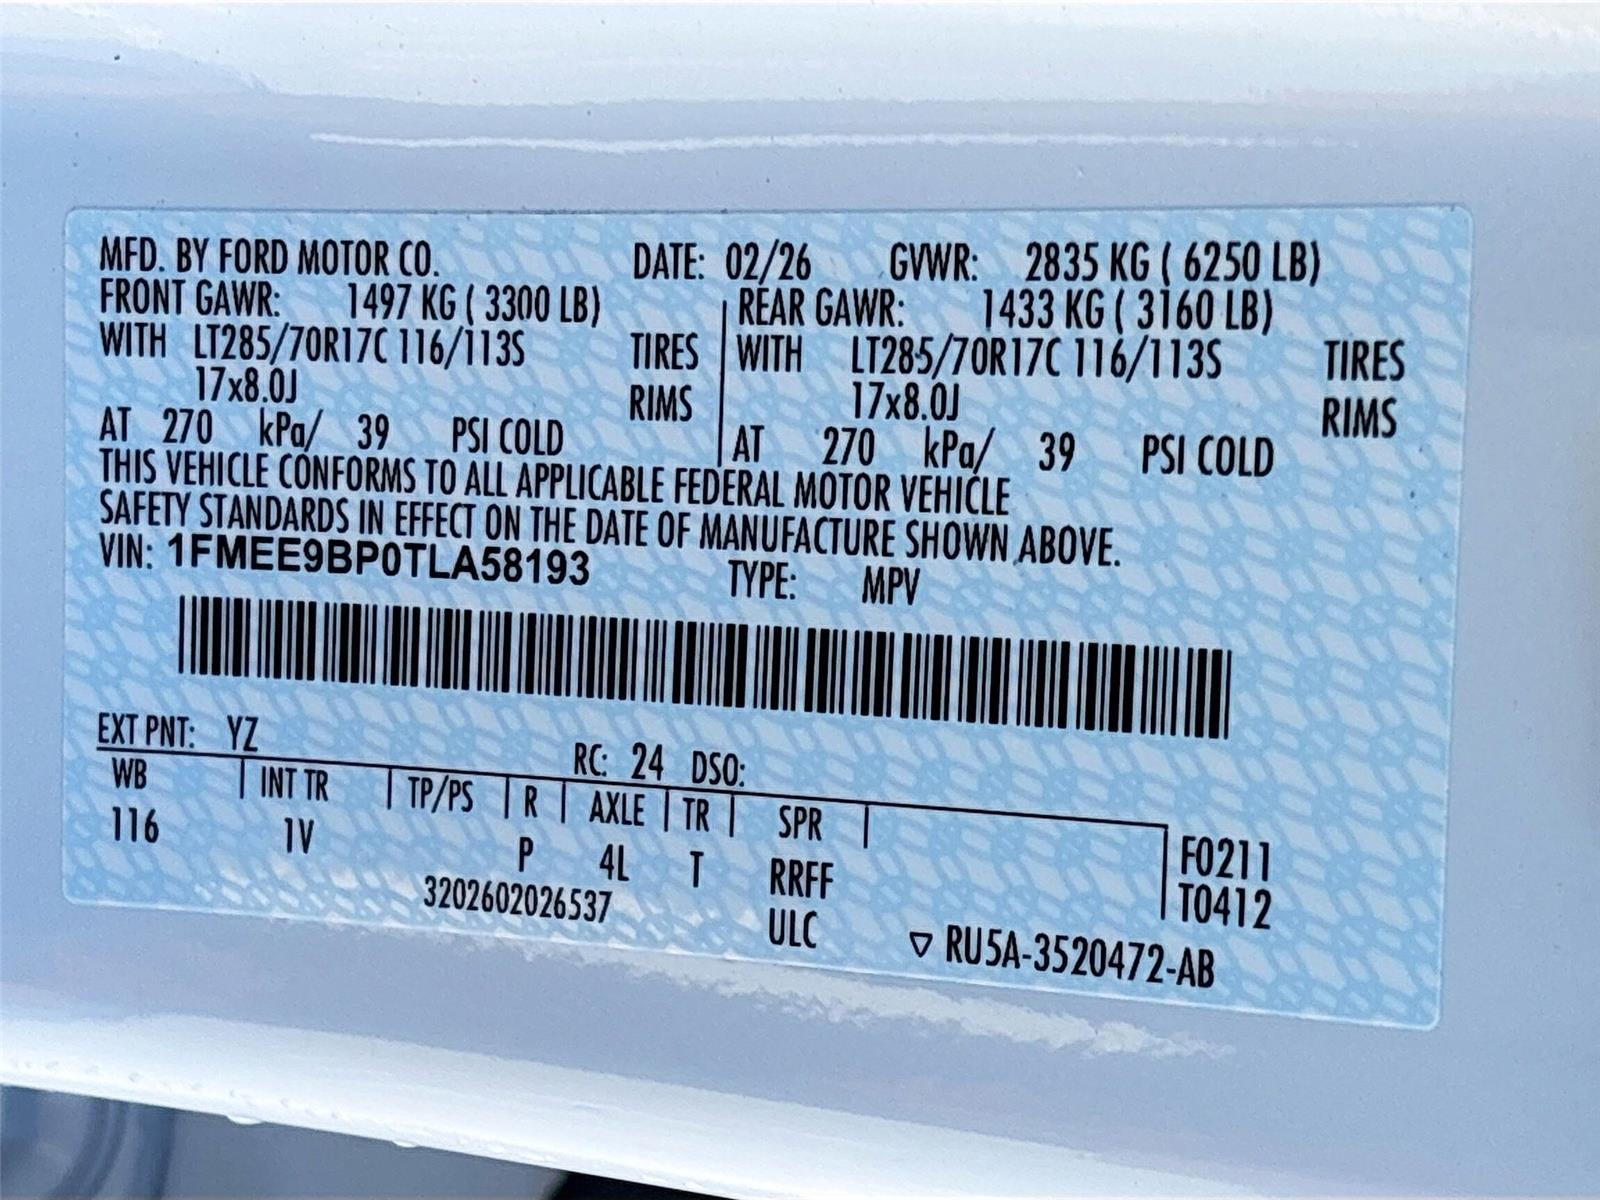 MFD. BY FORD MOTOR CO. DATE: 02/26 GVWR: 2835 KG ( 6250 LB)
FRONT GAWR: 1497 KG ( 3300 LB) REAR GAWR: 1433 KG ( 3160 LB)
WITH LT285/70R17C 116/113S TIRES WITH LT285/70R17C 116/113S TIRES
17x8.0J RIMS 17x8.0J RIMS
AT 270 kPa/ 39 PSI COLD AT 270 kPa/ 39 PSI COLD
THIS VEHICLE CONFORMS TO ALL APPLICABLE FEDERAL MOTOR VEHICLE
SAFETY STANDARDS IN EFFECT ON THE DATE OF MANUFACTURE SHOWN ABOVE.
VIN: 1FMEE9BP0TLA58193 TYPE: MPV
EXT PNT: YZ RC: 24 DSO:
WB INT TR TP/PS R AXLE TR SPR
116 1V P 4L T RRFF F0211
3202602026537 ULC T0412
▽ RU5A-3520472-AB